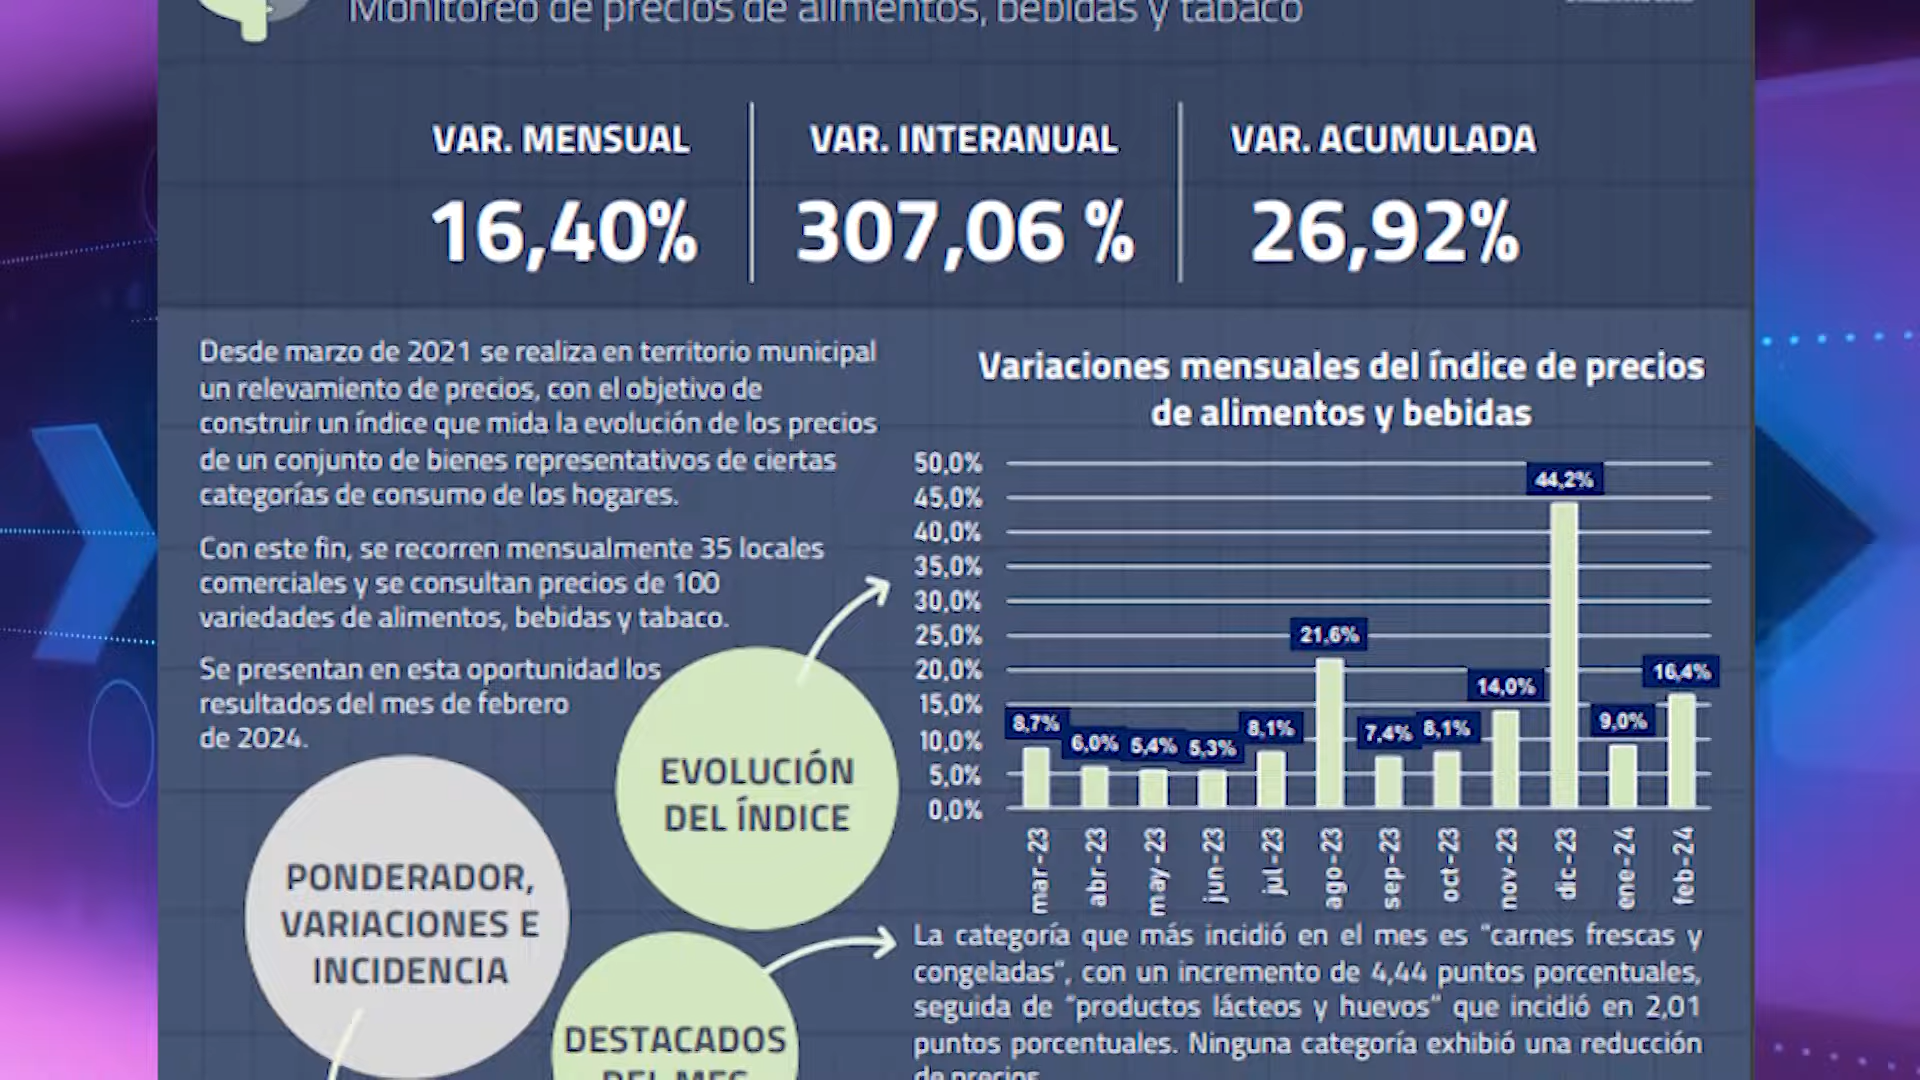 Monitoreo de precios de alimentos, bebidas y tabaco
VAR. MENSUAL
16,40%
VAR. INTERANUAL
307,06 %
VAR. ACUMULADA
26,92%
Desde marzo de 2021 se realiza en territorio municipal
un relevamiento de precios, con el objetivo de
construir un índice que mida la evolución de los precios
de un conjunto de bienes representativos de ciertas
categorías de consumo de los hogares.
Con este fin, se recorren mensualmente 35 locales
comerciales y se consultan precios de 100
variedades de alimentos, bebidas y tabaco.
Se presentan en esta oportunidad los
resultados del mes de febrero
de 2024.
EVOLUCIÓN
DEL ÍNDICE
PONDERADOR,
VARIACIONES E
INCIDENCIA
DESTACADOS
DEL MES
Variaciones mensuales del índice de precios
de alimentos y bebidas
50,0%
45,0%
40,0%
35,0%
30,0%
25,0%
20,0%
15,0%
10,0%
5,0%
0,0%
8,7%
6,0%
5,4%
5,3%
8,1%
21,6%
7,4%
8,1%
14,0%
44,2%
9,0%
16,4%
mar-23
abr-23
may-23
jun-23
jul-23
ago-23
sep-23
oct-23
nov-23
dic-23
ene-24
feb-24
La categoría que más incidió en el mes es "carnes frescas y
congeladas", con un incremento de 4,44 puntos porcentuales,
seguida de "productos lácteos y huevos" que incidió en 2,01
puntos porcentuales. Ninguna categoría exhibió una reducción
de precios.